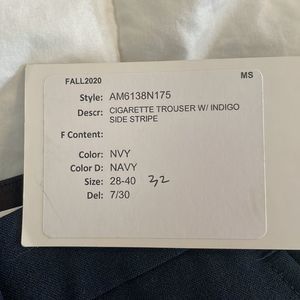 FALL2020
MS
Style: AM6138N175
Descr: CIGARETTE TROUSER W/ INDIGO
SIDE STRIPE
F Content:
Color: NVY
Color D: NAVY
Size: 28-40 32
Del: 7/30